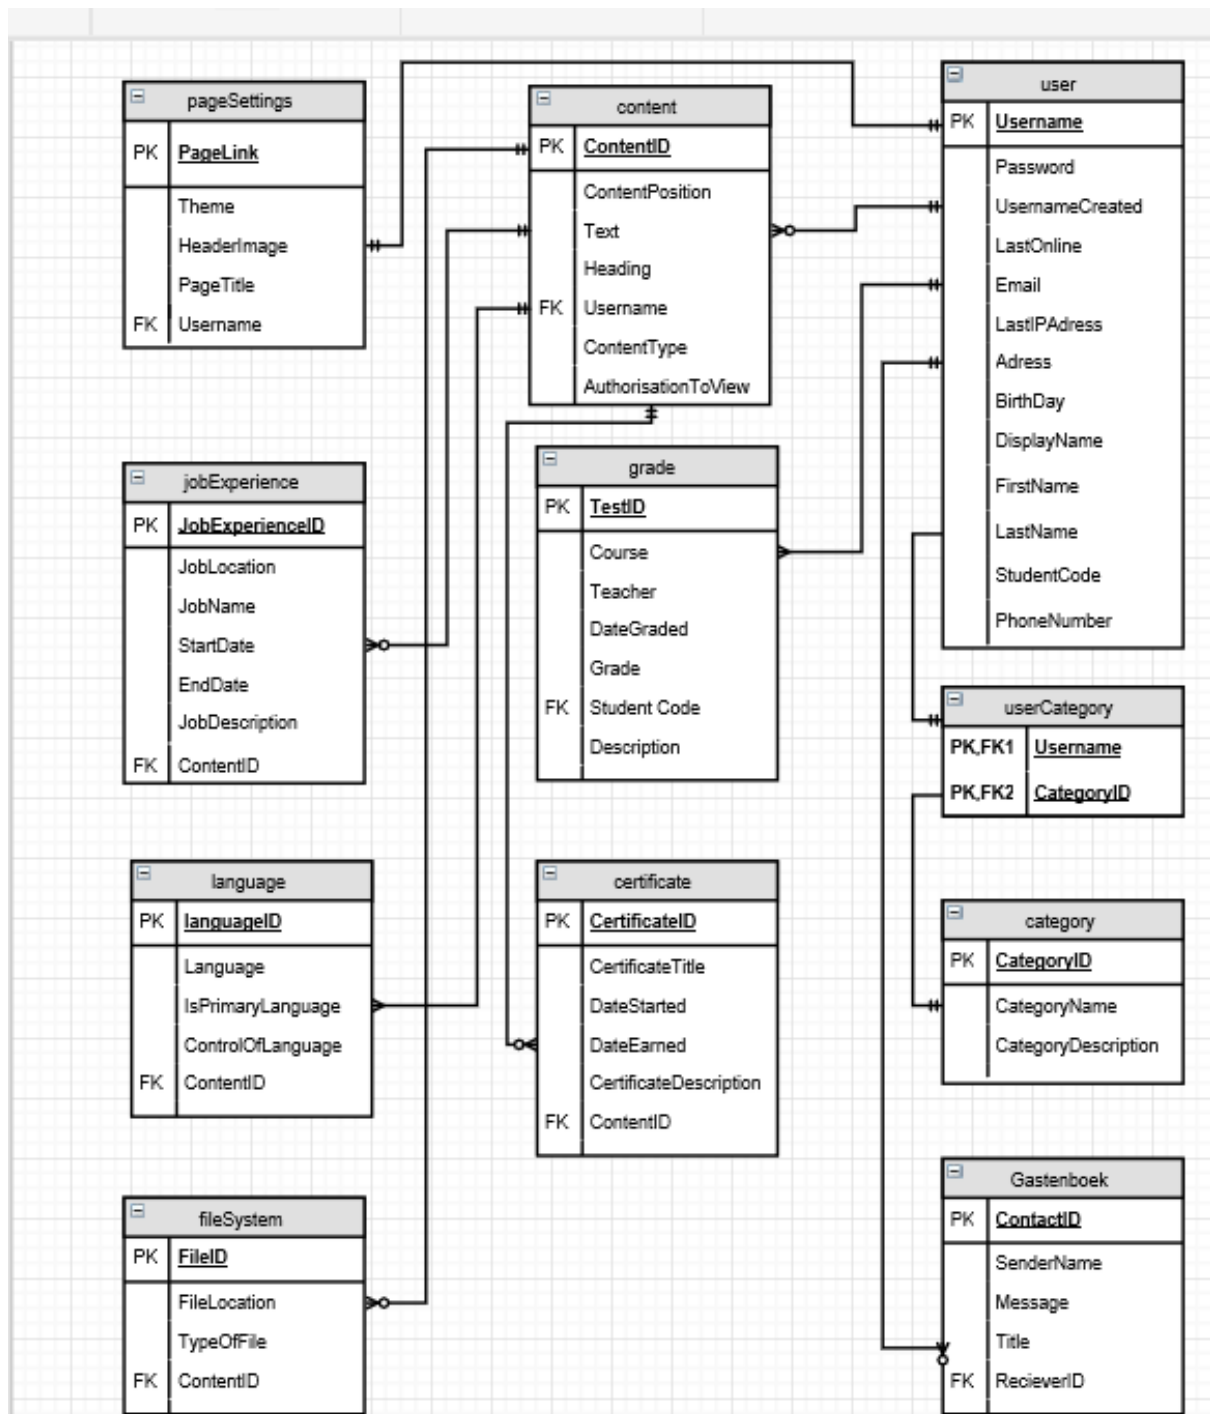 pageSettings
PK PageLink
Theme
HeaderImage
PageTitle
FK Username
content
PK ContentID
ContentPosition
Text
Heading
FK Username
ContentType
AuthorisationToView
user
PK Username
Password
UsernameCreated
LastOnline
Email
LastIPAdress
Adress
BirthDay
DisplayName
FirstName
LastName
StudentCode
PhoneNumber
jobExperience
PK JobExperienceID
JobLocation
JobName
StartDate
EndDate
JobDescription
FK ContentID
grade
PK TestID
Course
Teacher
DateGraded
Grade
FK Student Code
Description
userCategory
PK,FK1 Username
PK,FK2 CategoryID
language
PK languageID
Language
IsPrimaryLanguage
ControlOfLanguage
FK ContentID
certificate
PK CertificateID
CertificateTitle
DateStarted
DateEarned
CertificateDescription
FK ContentID
category
PK CategoryID
CategoryName
CategoryDescription
fileSystem
PK FileID
FileLocation
TypeOfFile
FK ContentID
Gastenboek
PK ContactID
SenderName
Message
Title
FK RecieverID